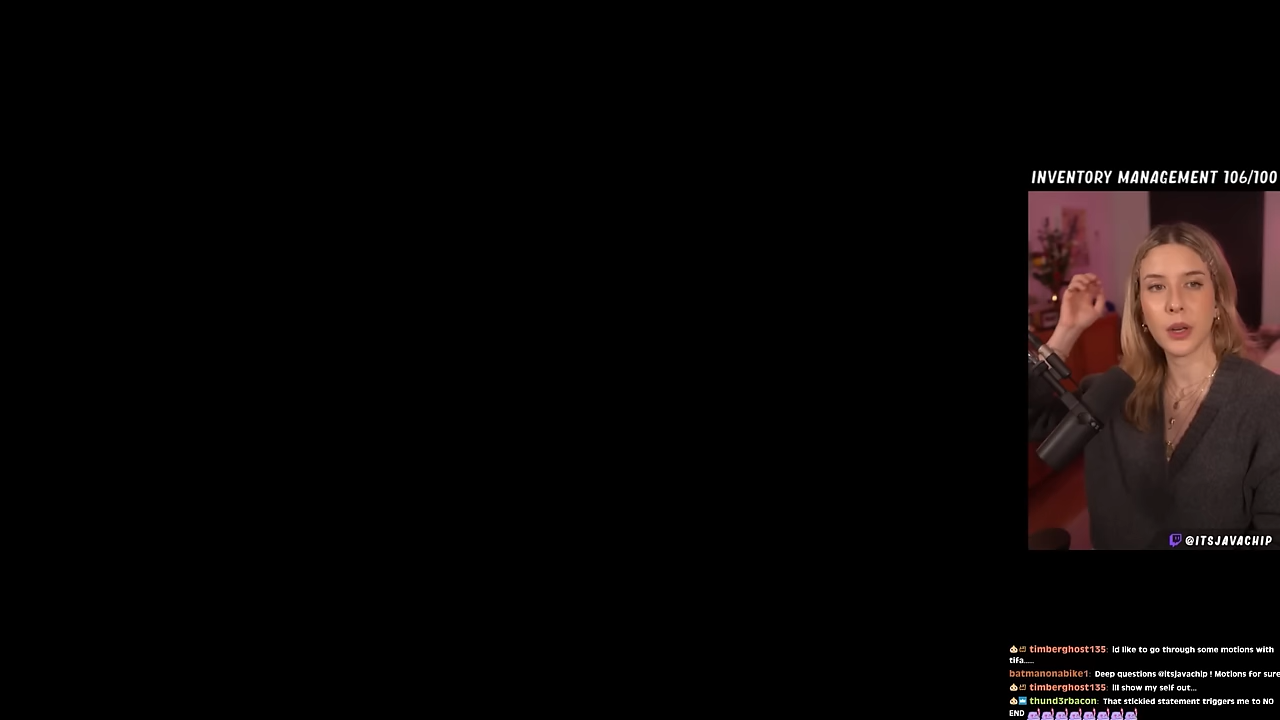 INVENTORY MANAGEMENT 106/100
@ITSJAVACHIP
timberghost135: id like to go through some motions with
tifa.....
batmanonabike1: Deep questions @itsjavachip ! Motions for sure
timberghost135: ill show my self out...
thund3rbacon: That stickied statement triggers me to NO
END